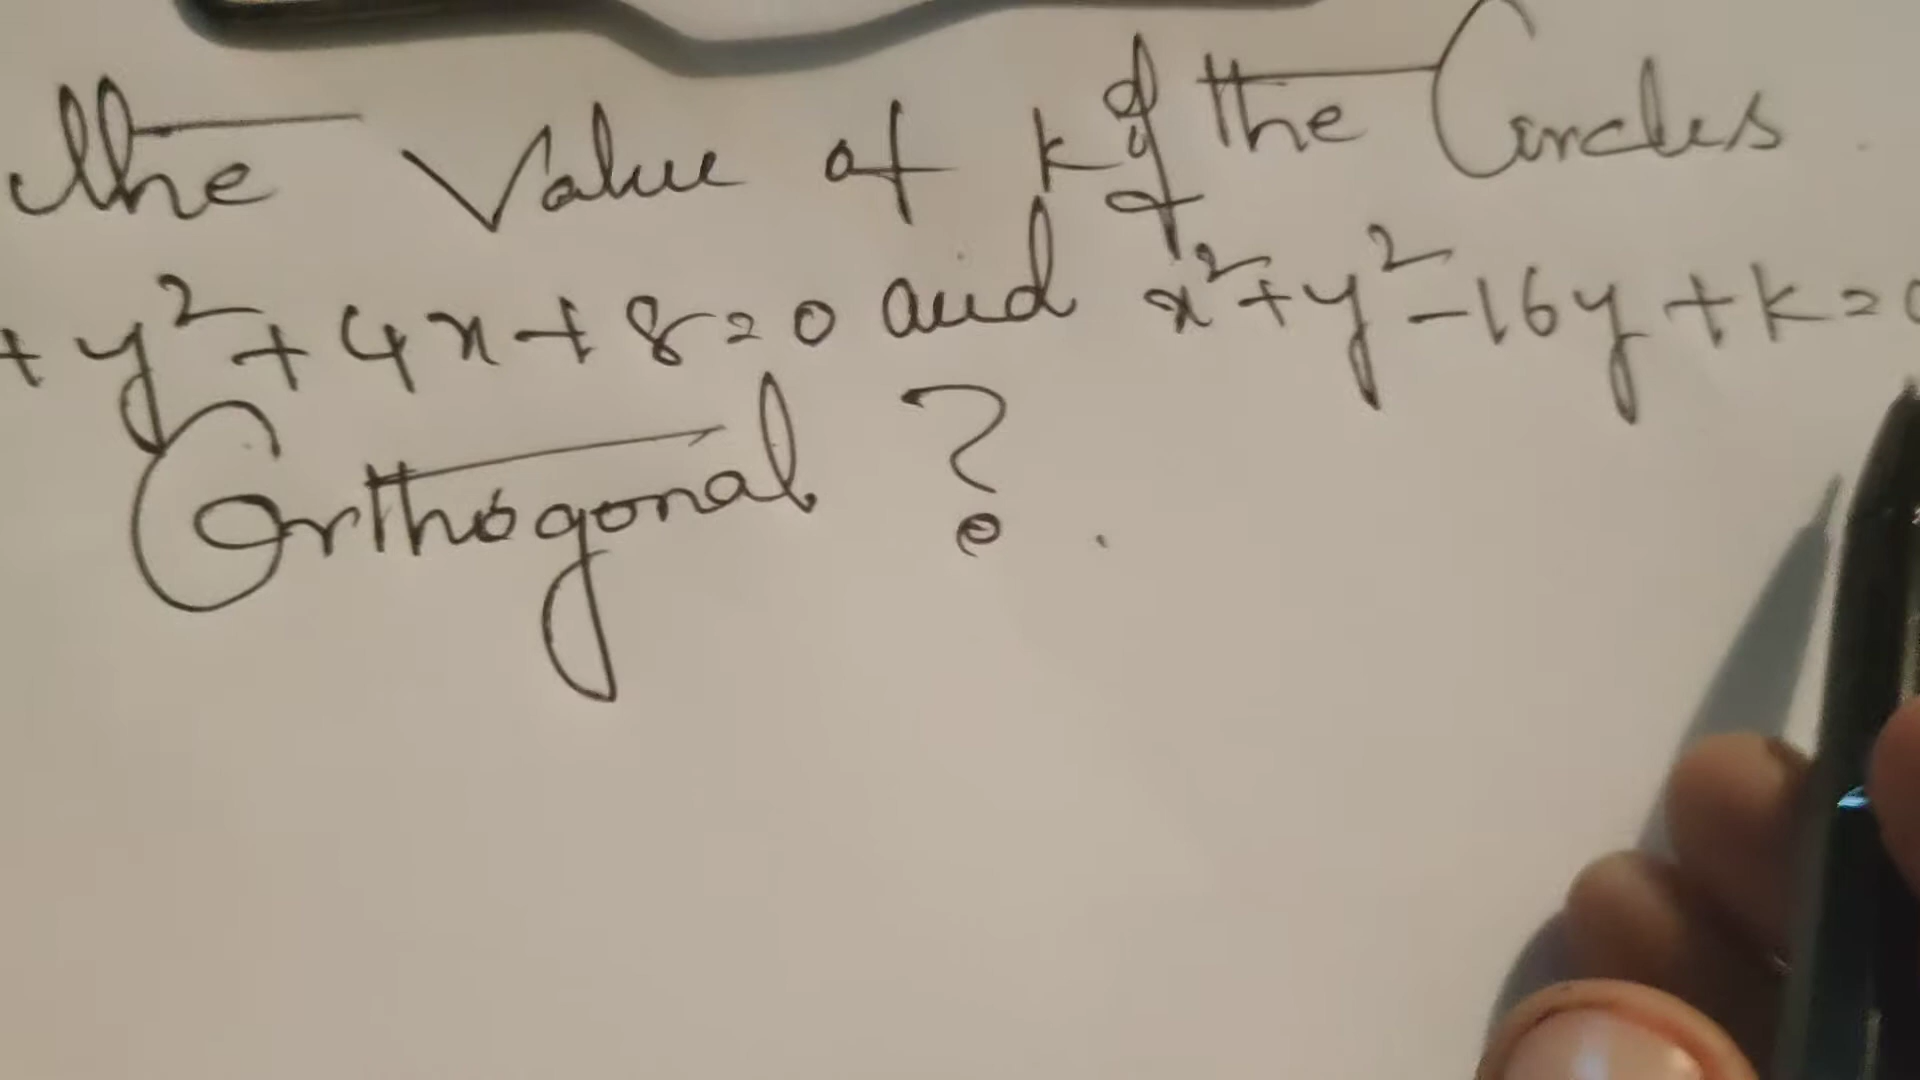 the Value of k if the Circles
+ y² + 4x + 8 = 0 and x² + y² - 16y + k = 0
Orthogonal ?